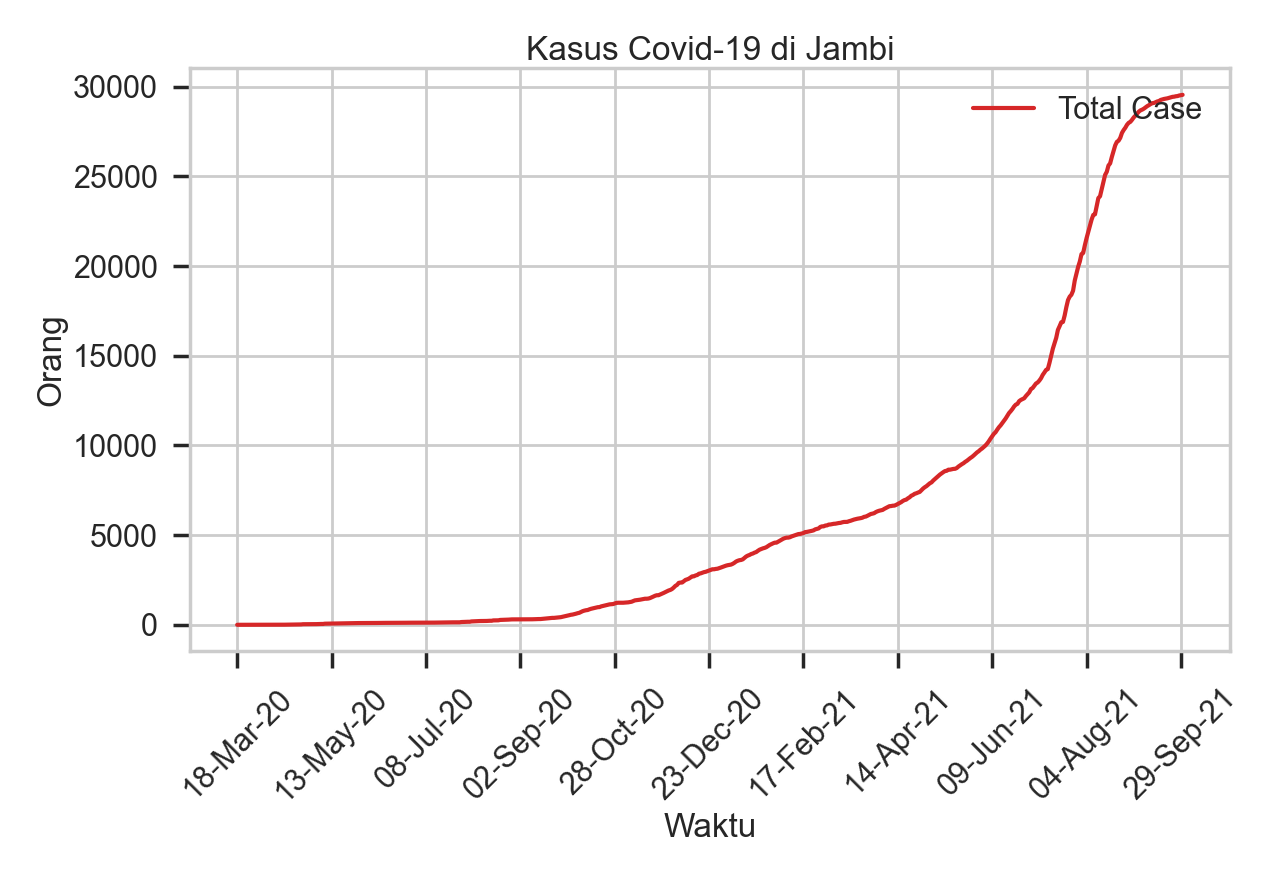 Kasus Covid-19 di Jambi
Total Case
30000
25000
20000
15000
10000
5000
0
Orang
18-Mar-20
13-May-20
08-Jul-20
02-Sep-20
28-Oct-20
23-Dec-20
17-Feb-21
14-Apr-21
09-Jun-21
04-Aug-21
29-Sep-21
Waktu